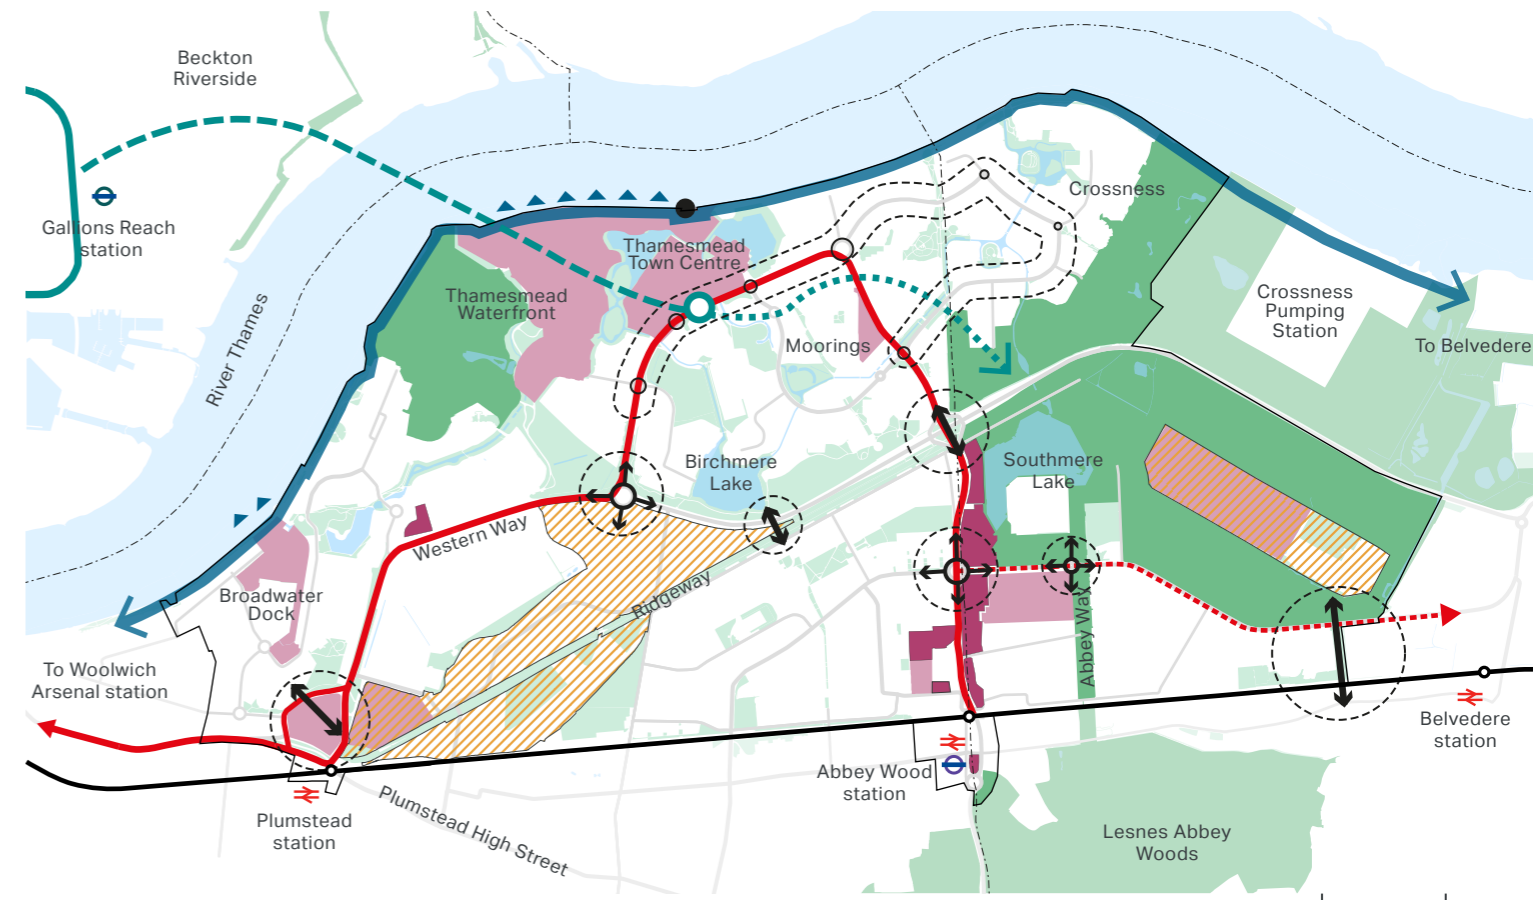 Beckton
Riverside
Gallions Reach
station
River Thames
Thamesmead
Town Centre
Thamesmead
Waterfront
Crossness
Crossness
Pumping
Station
To Belvedere
Moorings
Birchmere
Lake
Southmere
Lake
Western Way
Ridgeway
Broadwater
Dock
Abbey Way
To Woolwich
Arsenal station
Belvedere
station
Abbey Wood
station
Plumstead
station
Plumstead High Street
Lesnes Abbey
Woods